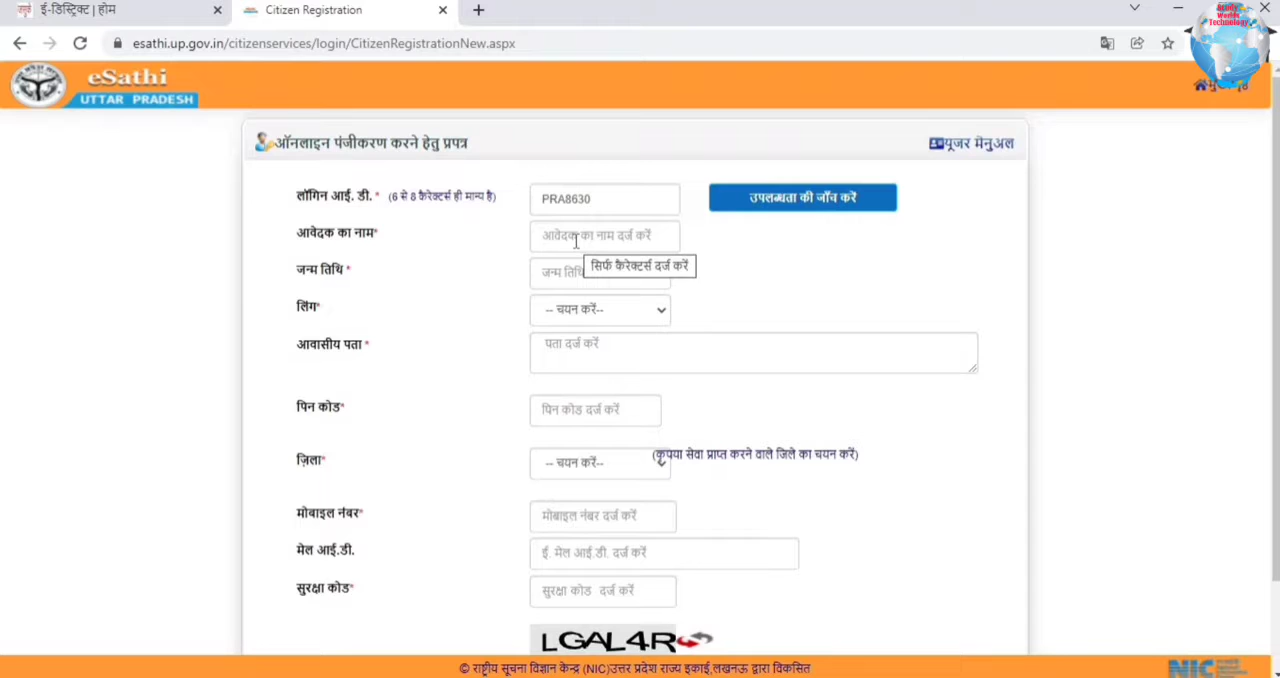 ई-डिस्ट्रिक्ट | होम
Citizen Registration
Study Worlds Technology
esathi.up.gov.in/citizenservices/login/CitizenRegistrationNew.aspx
eSathi
UTTAR PRADESH
ऑनलाइन पंजीकरण करने हेतु प्रपत्र
यूजर मेनुअल
लॉगिन आई. डी. * (6 से 8 कैरेक्टर्स ही मान्य है) PRA8630 उपलब्धता की जाँच करें
आवेदक का नाम* आवेदक का नाम दर्ज करें
सिर्फ कैरेक्टर्स दर्ज करें
जन्म तिथि * जन्म तिथि
लिंग* -- चयन करें--
आवासीय पता * पता दर्ज करें
पिन कोड* पिन कोड दर्ज करें
ज़िला* -- चयन करें-- (कृपया सेवा प्राप्त करने वाले जिले का चयन करें)
मोबाइल नंबर* मोबाइल नंबर दर्ज करें
मेल आई.डी. ई. मेल आई.डी. दर्ज करें
सुरक्षा कोड* सुरक्षा कोड दर्ज करें
LGAL4R
© राष्ट्रीय सूचना विज्ञान केन्द्र (NIC)उत्तर प्रदेश राज्य इकाई,लखनऊ द्वारा विकसित
NIC